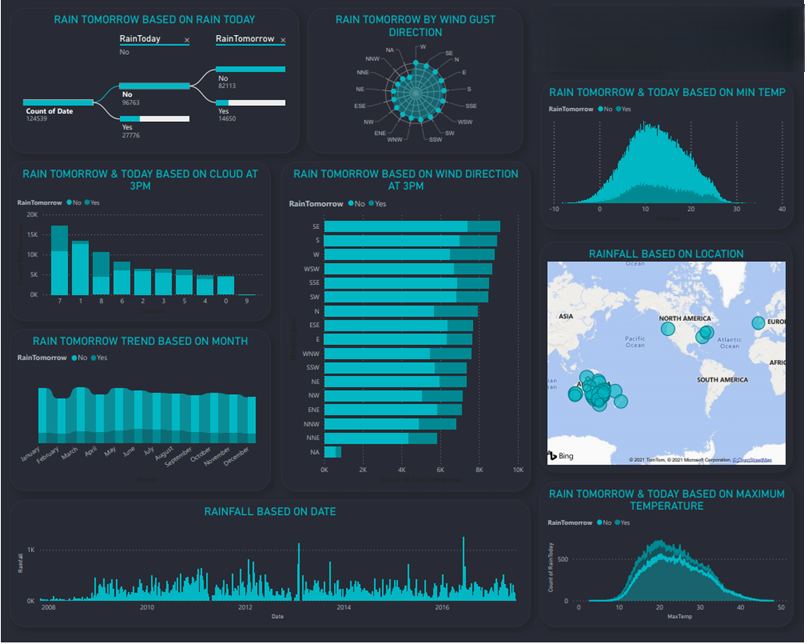 RAIN TOMORROW BASED ON RAIN TODAY
RainToday ×
RainTomorrow ×
No
No
82113
No
96763
Count of Date
124539
Yes
14650
Yes
27776
RAIN TOMORROW BY WIND GUST
DIRECTION
W
SE
N
E
S
SSE
WSW
SW
SSW
WNW
ENE
NW
ESE
NE
NNE
NNW
NA
RAIN TOMORROW & TODAY BASED ON MIN TEMP
RainTomorrow No Yes
-10 0 10 20 30 40
RAIN TOMORROW & TODAY BASED ON CLOUD AT
3PM
RainTomorrow No Yes
20K
15K
10K
5K
0K
7 1 8 6 2 3 5 4 0 9
RAIN TOMORROW BASED ON WIND DIRECTION
AT 3PM
RainTomorrow No Yes
SE
S
W
WSW
SSE
SW
N
ESE
E
WNW
SSW
NE
NW
ENE
NNW
NNE
NA
0K 2K 4K 6K 8K 10K
RAINFALL BASED ON LOCATION
Ocean
ASIA
NORTH AMERICA
EUROP
Pacific
Ocean
Atlantic
Ocean
AFRIC
SOUTH AMERICA
Bing
© 2021 TomTom, © 2021 Microsoft Corporation, © OpenStreetMap
RAIN TOMORROW TREND BASED ON MONTH
RainTomorrow No Yes
January
February
March
April
May
June
July
August
September
October
November
December
RAINFALL BASED ON DATE
Rainfall
1K
0K
2008 2010 2012 2014 2016
Date
RAIN TOMORROW & TODAY BASED ON MAXIMUM
TEMPERATURE
RainTomorrow No Yes
Count of RainToday
500
0
0 10 20 30 40 50
MaxTemp